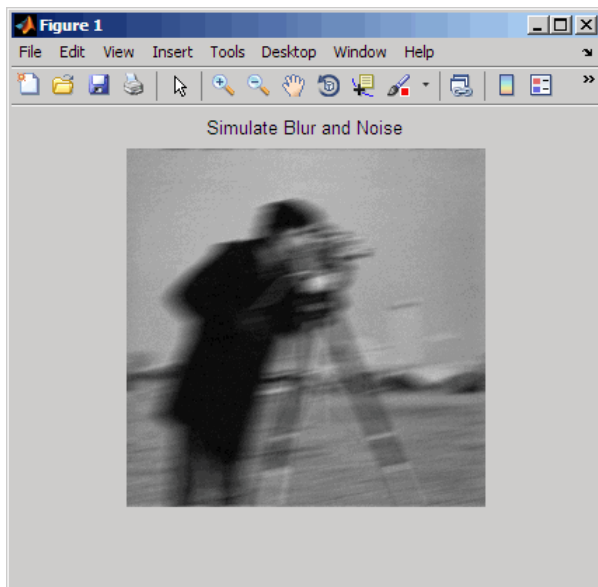 Figure 1
File Edit View Insert Tools Desktop Window Help
Simulate Blur and Noise